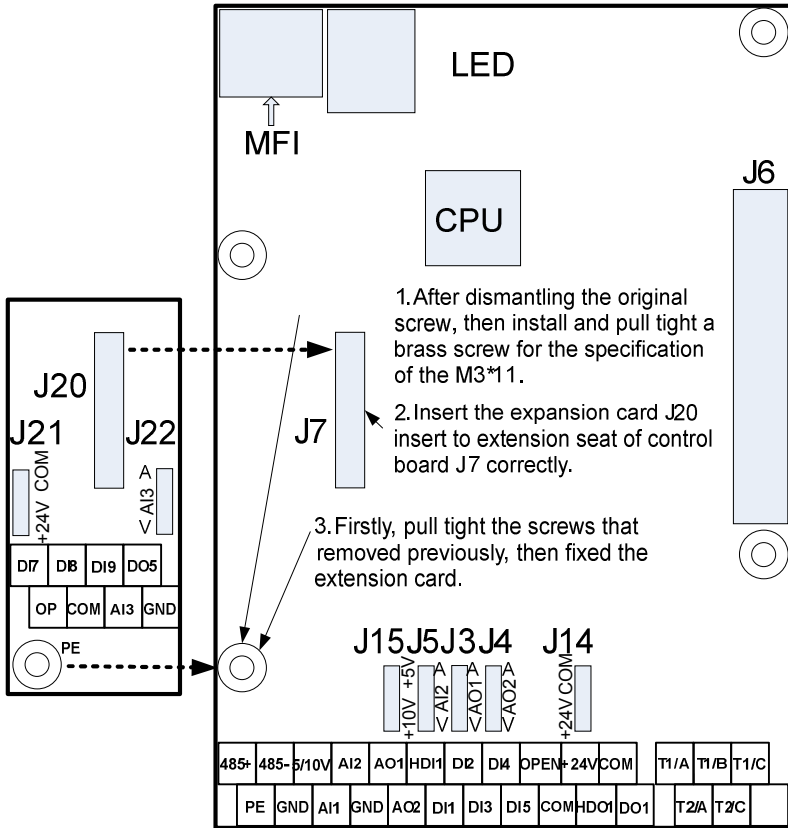 LED
MFI
J6
CPU
1.After dismantling the original
screw, then install and pull tight a
brass screw for the specification
of the M3*11.
J20
J7
2.Insert the expansion card J20
insert to extension seat of control
board J7 correctly.
J21
J22
+24V COM
< AI3 A
3.Firstly, pull tight the screws that
removed previously, then fixed the
extension card.
DI7 DI8 DI9 DO5
OP COM AI3 GND
PE
J15 J5 J3 J4 J14
+10V +5V
< AI2 A
< AO1 A
< AO2 A
+24V COM
485+ 485- 5/10V AI2 AO1 HDI1 DI2 DI4 OPEN +24V COM T1/A T1/B T1/C
PE GND AI1 GND AO2 DI1 DI3 DI5 COM HDO1 DO1 T2/A T2/C